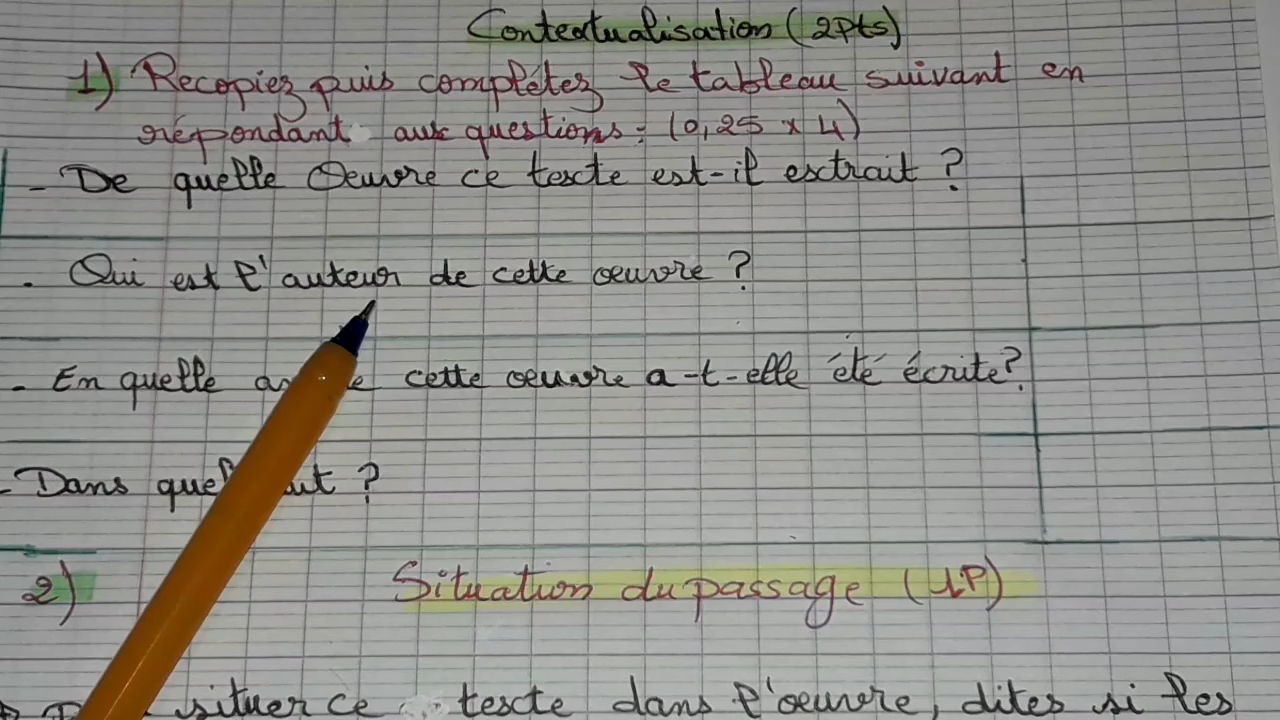 Contextualisation (2pts)
1) Recopiez puis complétez le tableau suivant en
répondant aux questions : (0,25 x 4)
- De quelle Oeuvre ce texte est-il extrait ?
. Qui est l'auteur de cette oeuvre ?
- En quelle cette oeuvre a-t-elle été écrite ?
- Dans quel ?
2) Situation du passage (1P)
situer ce texte dans l'oeuvre, dites si les